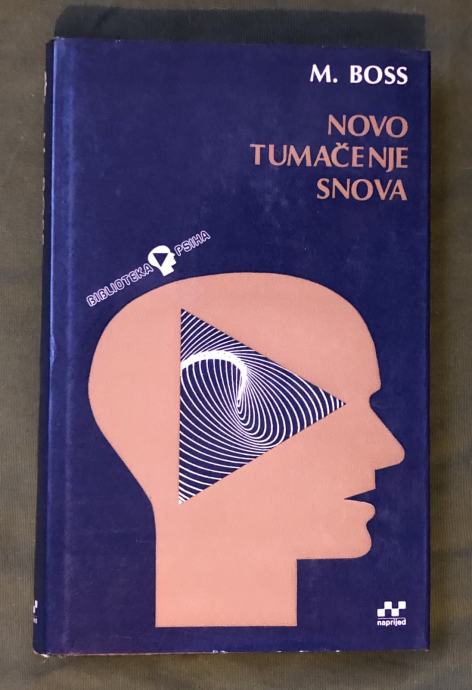 M. BOSS
NOVO
TUMAČENJE
SNOVA
BIBLIOTEKA PSIHA
naprijed